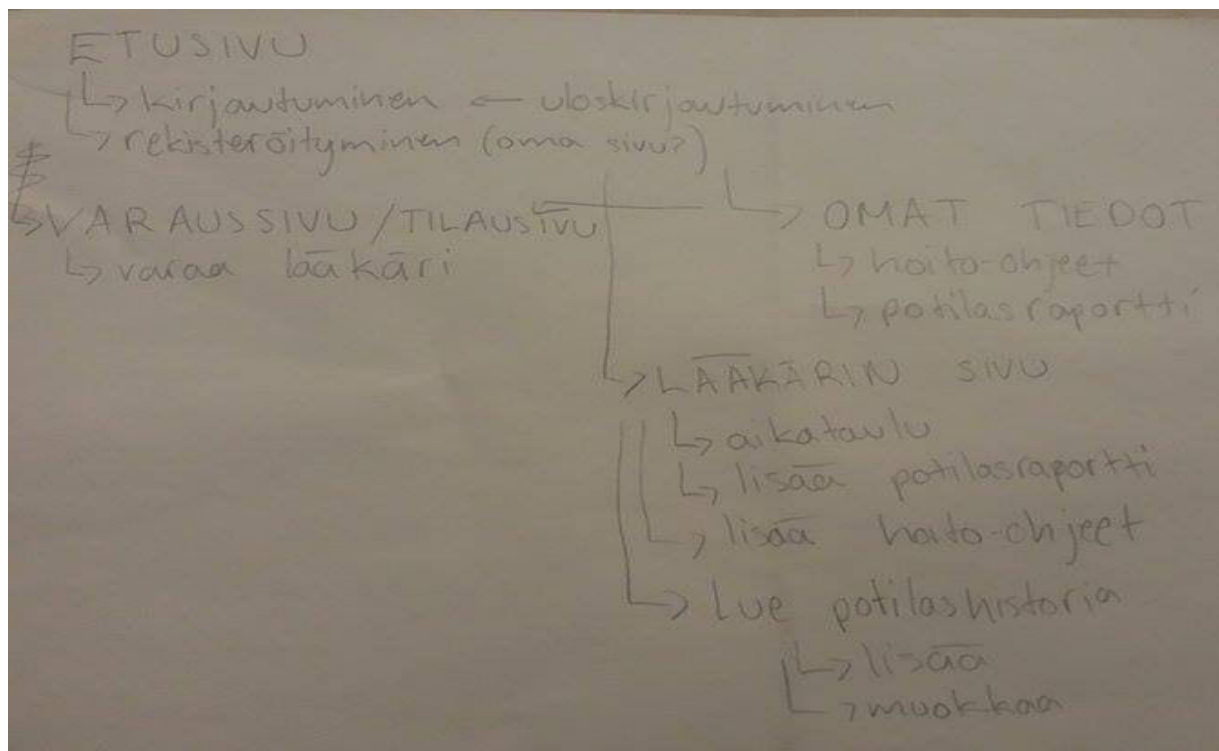 ETUSIVU
↳ kirjautuminen ← uloskirjautuminen
↳ rekisteröityminen (oma sivu?)
↳ VARAUSSIVU / TILAUSIVU
↳ varaa lääkäri
↳ OMAT TIEDOT
↳ hoito-ohjeet
↳ potilasraportti
↳ LÄÄKÄRIN SIVU
↳ aikataulu
↳ lisää potilasraportti
↳ lisää hoito-ohjeet
↳ Lue potilashistoria
↳ lisää
↳ muokkaa